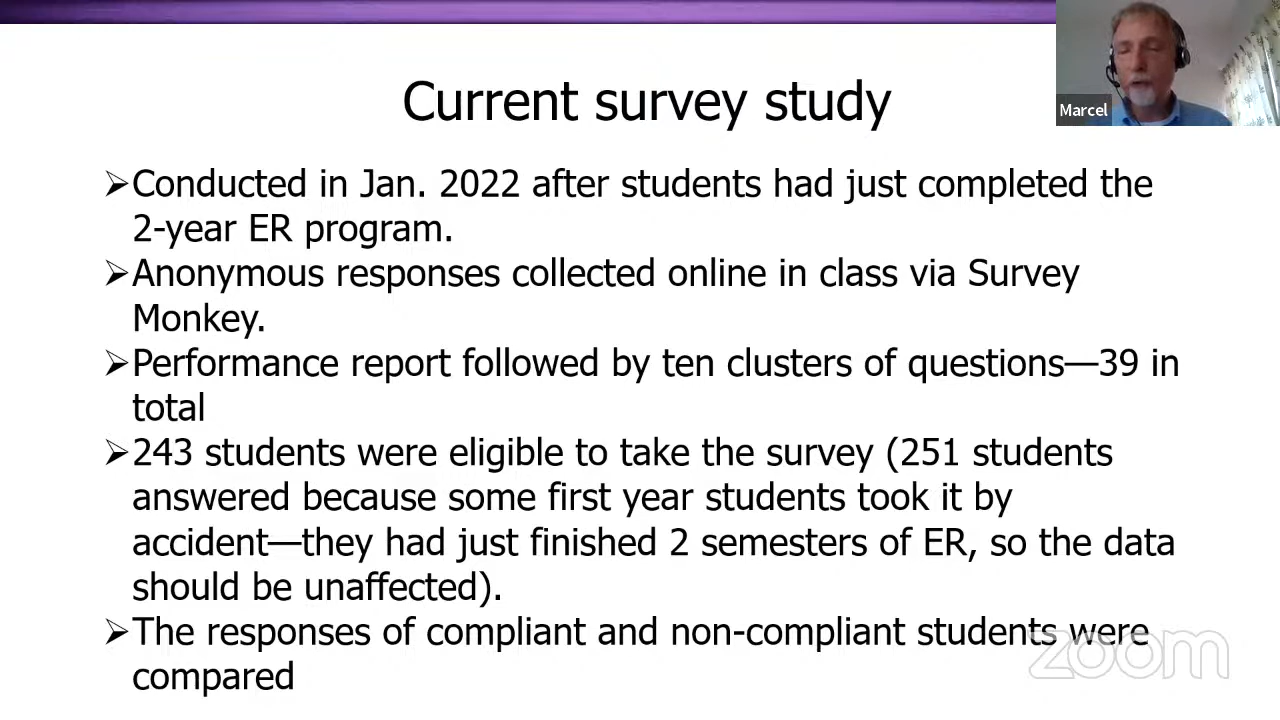 Current survey study
Marcel
➢Conducted in Jan. 2022 after students had just completed the
2-year ER program.
➢Anonymous responses collected online in class via Survey
Monkey.
➢Performance report followed by ten clusters of questions—39 in
total
➢243 students were eligible to take the survey (251 students
answered because some first year students took it by
accident—they had just finished 2 semesters of ER, so the data
should be unaffected).
➢The responses of compliant and non-compliant students were
compared
zoom